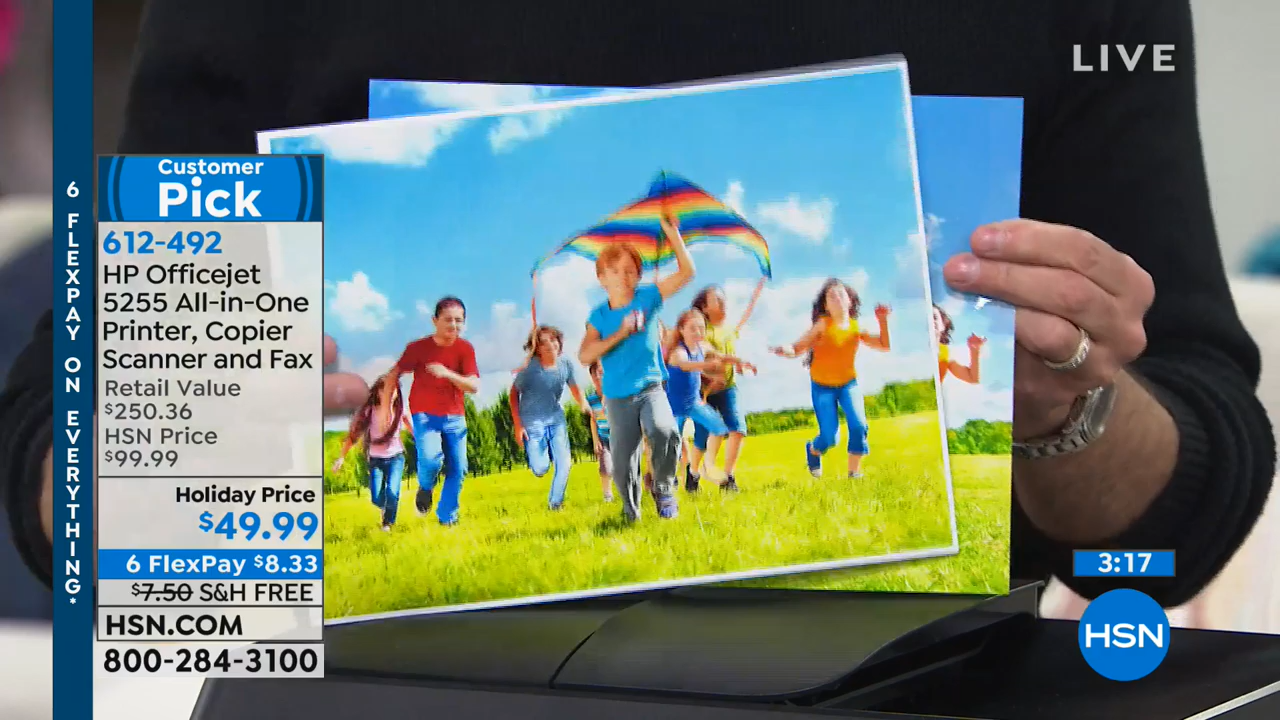 LIVE
6 FLEXPAY ON EVERYTHING*
Customer
Pick
612-492
HP Officejet
5255 All-in-One
Printer, Copier
Scanner and Fax
Retail Value
$250.36
HSN Price
$99.99
Holiday Price
$49.99
6 FlexPay $8.33
$7.50 S&H FREE
HSN.COM
800-284-3100
3:17
HSN